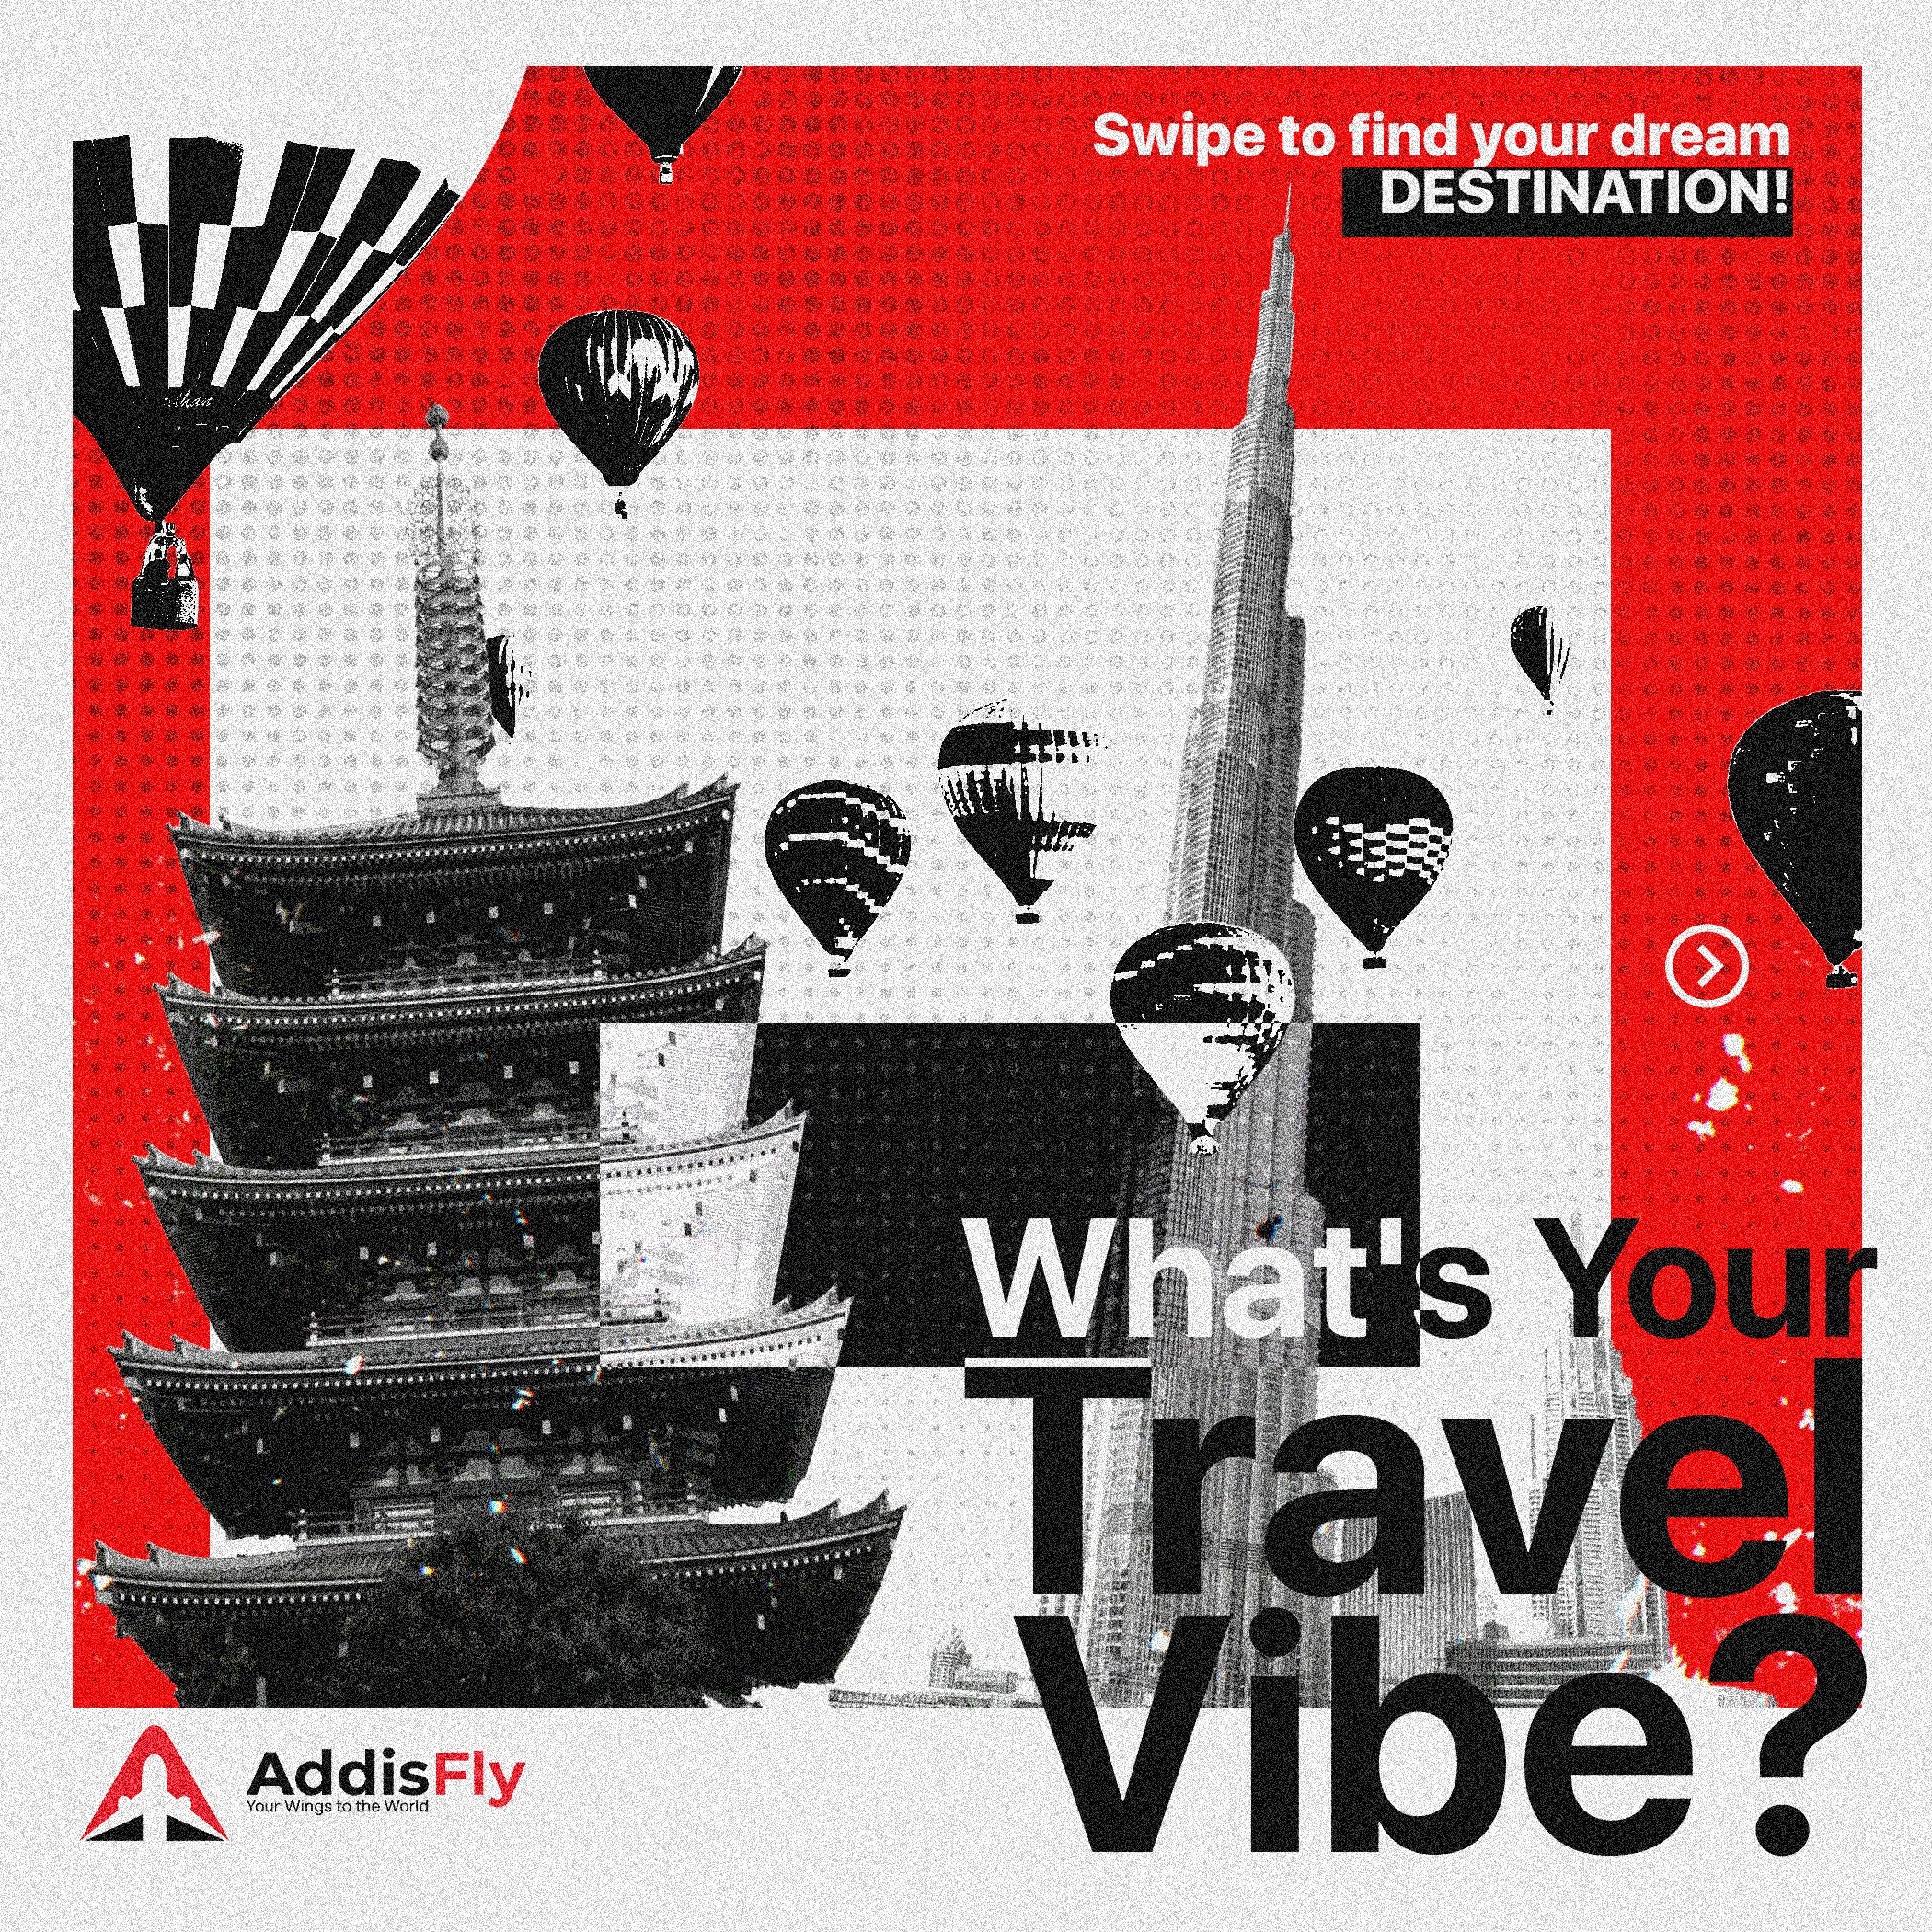 Swipe to find your dream
DESTINATION!
What's Your
Travel
Vibe?
AddisFly
Your Wings to the World